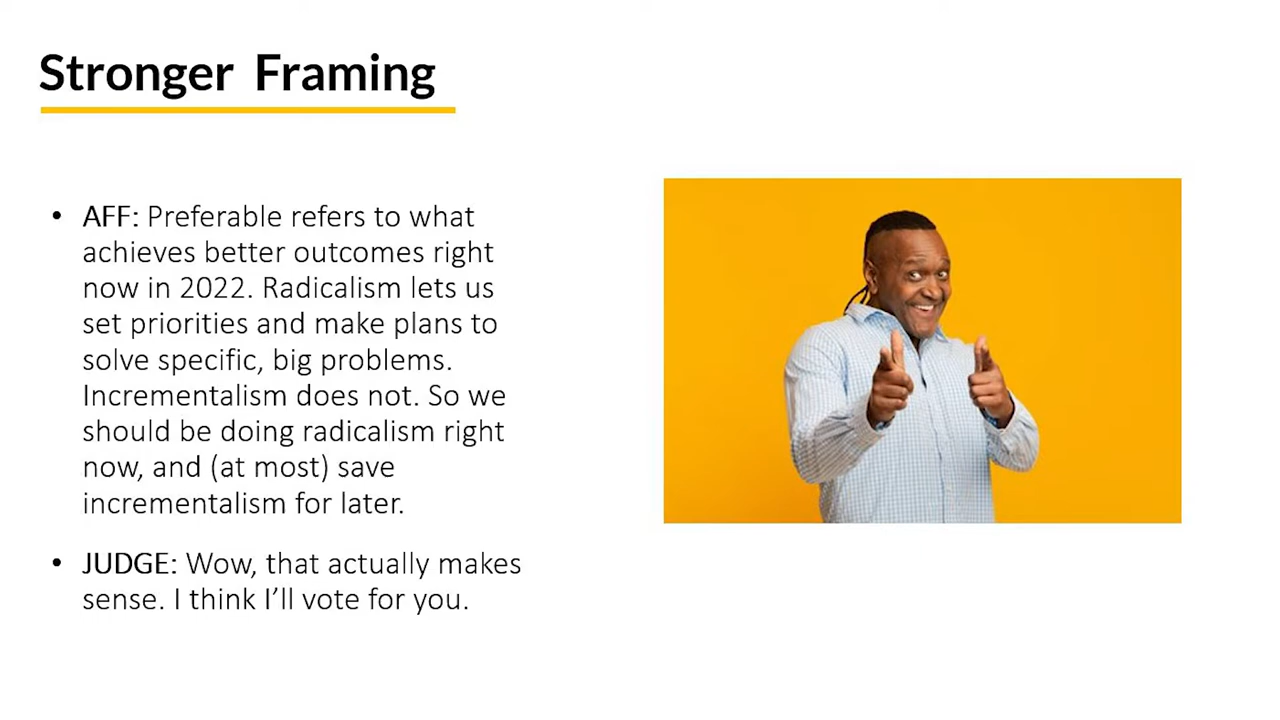 Stronger Framing
• AFF: Preferable refers to what
achieves better outcomes right
now in 2022. Radicalism lets us
set priorities and make plans to
solve specific, big problems.
Incrementalism does not. So we
should be doing radicalism right
now, and (at most) save
incrementalism for later.
• JUDGE: Wow, that actually makes
sense. I think I’ll vote for you.